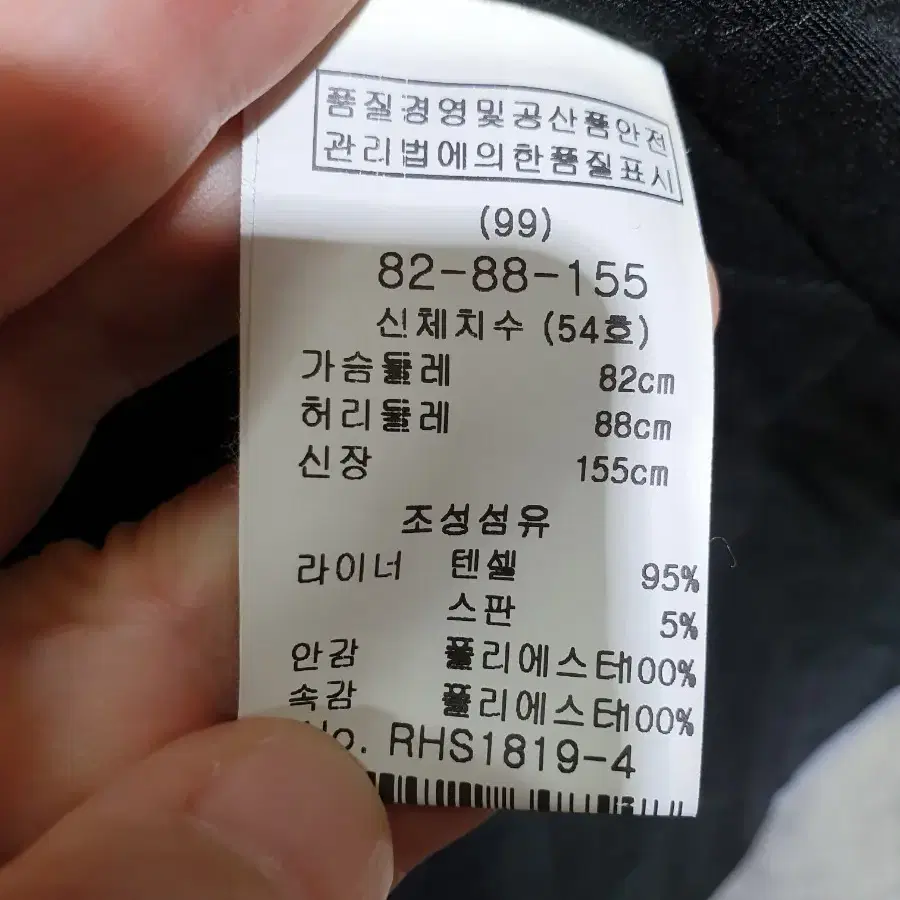 품질경영및공산품안전
관리법에의한품질표시
(99)
82-88-155
신체치수 (54호)
가슴둘레 82cm
허리둘레 88cm
신장 155cm
조성섬유
라이너 텐셀 95%
스판 5%
안감 폴리에스테100%
속감 폴리에스테100%
No. RHS1819-4